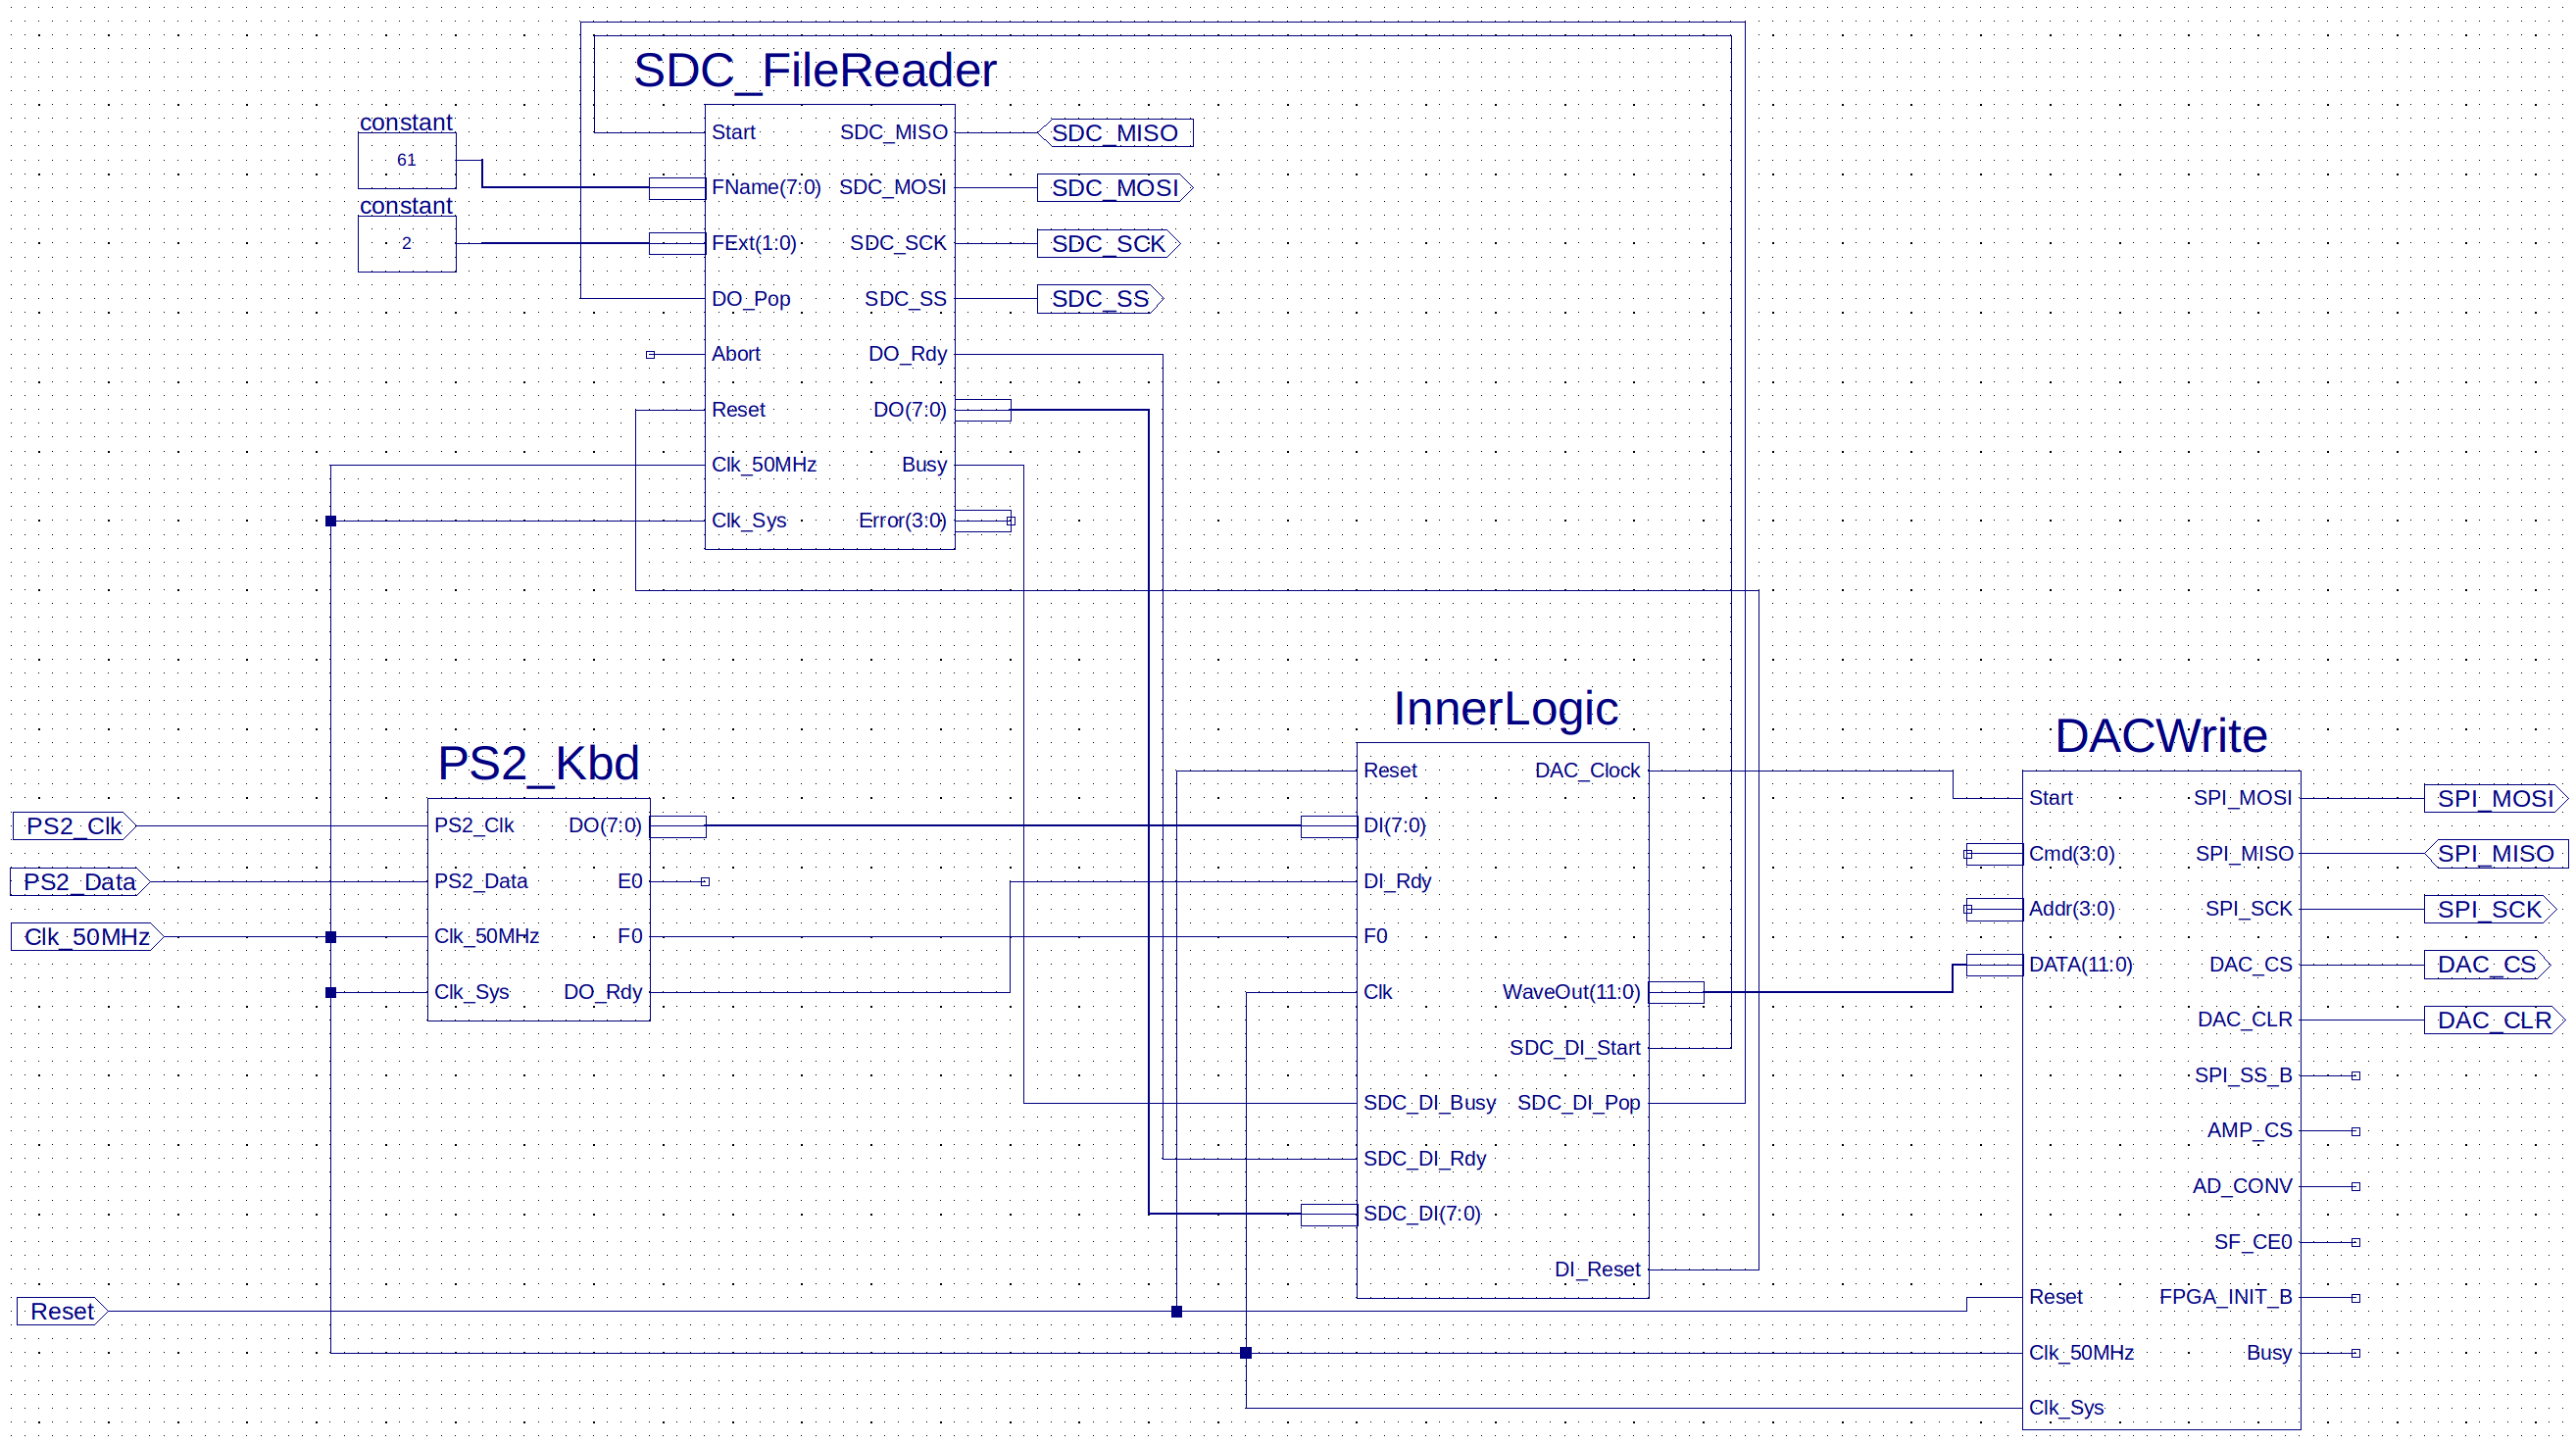 SDC_FileReader
constant
61
constant
2
Start
FName(7:0)
FExt(1:0)
DO_Pop
Abort
Reset
Clk_50MHz
Clk_Sys
SDC_MISO
SDC_MOSI
SDC_SCK
SDC_SS
DO_Rdy
DO(7:0)
Busy
Error(3:0)
SDC_MISO
SDC_MOSI
SDC_SCK
SDC_SS
PS2_Clk
PS2_Data
Clk_50MHz
Reset
PS2_Kbd
PS2_Clk
PS2_Data
Clk_50MHz
Clk_Sys
DO(7:0)
E0
F0
DO_Rdy
InnerLogic
Reset
DI(7:0)
DI_Rdy
F0
Clk
SDC_DI_Busy
SDC_DI_Rdy
SDC_DI(7:0)
DAC_Clock
WaveOut(11:0)
SDC_DI_Start
SDC_DI_Pop
DI_Reset
DACWrite
Start
Cmd(3:0)
Addr(3:0)
DATA(11:0)
Reset
Clk_50MHz
Clk_Sys
SPI_MOSI
SPI_MISO
SPI_SCK
DAC_CS
DAC_CLR
SPI_SS_B
AMP_CS
AD_CONV
SF_CE0
FPGA_INIT_B
Busy
SPI_MOSI
SPI_MISO
SPI_SCK
DAC_CS
DAC_CLR